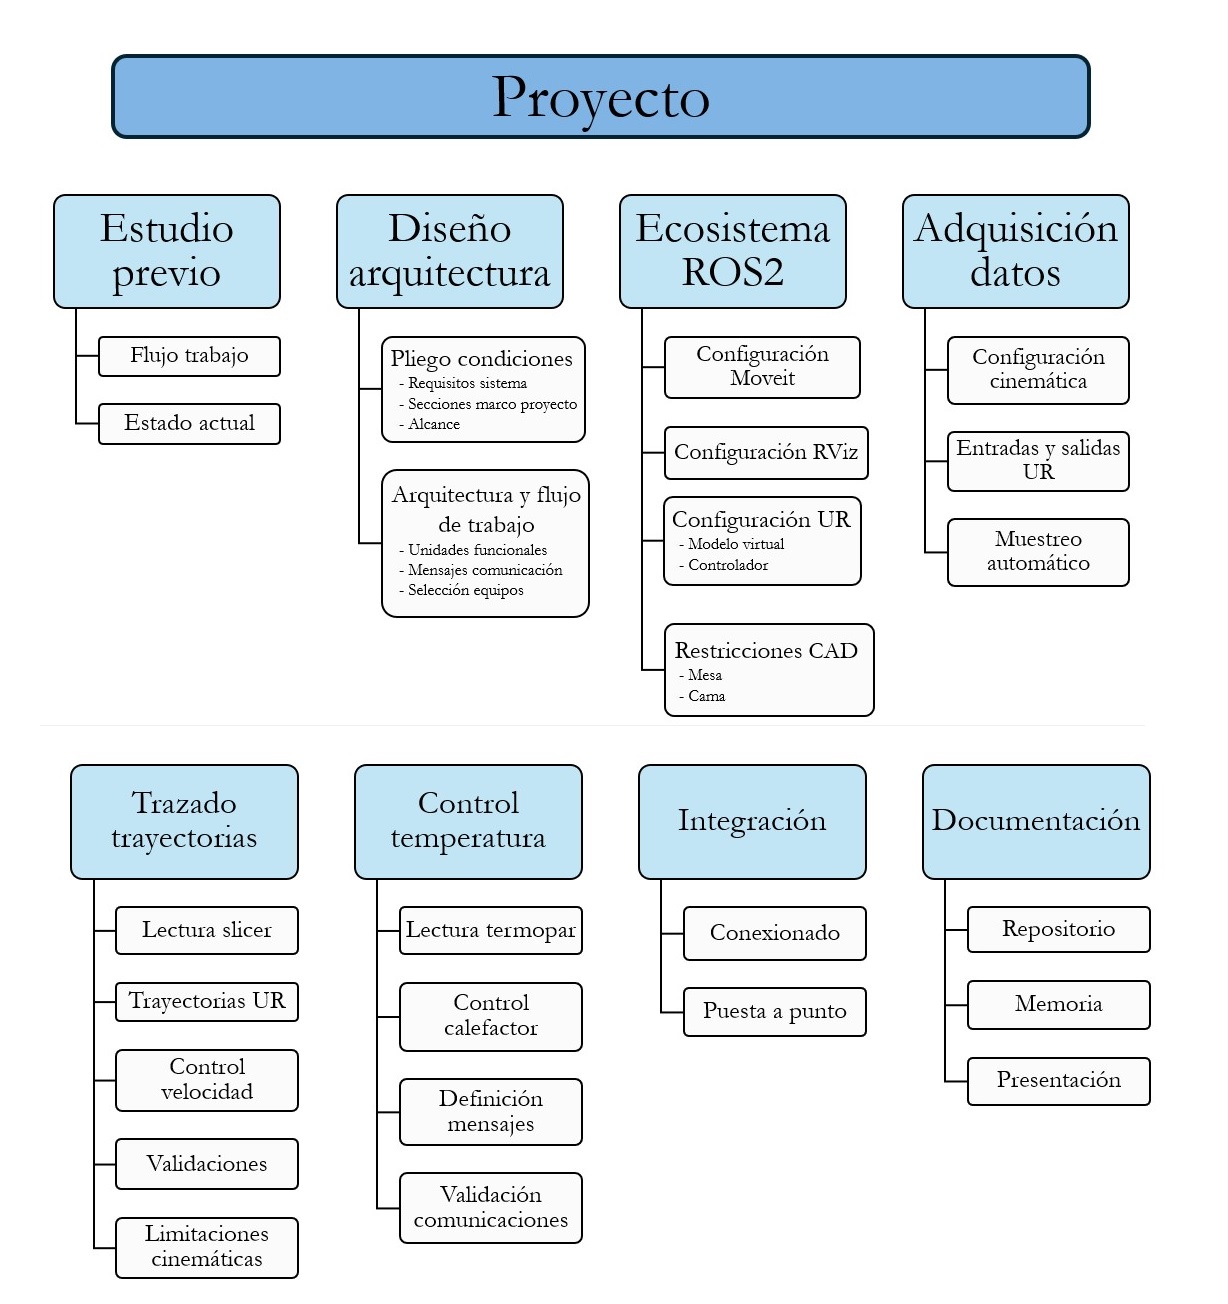 Proyecto
Estudio
previo
Flujo trabajo
Estado actual
Diseño
arquitectura
Pliego condiciones
- Requisitos sistema
- Secciones marco proyecto
- Alcance
Arquitectura y flujo
de trabajo
- Unidades funcionales
- Mensajes comunicación
- Selección equipos
Ecosistema
ROS2
Configuración
Moveit
Configuración RViz
Configuración UR
- Modelo virtual
- Controlador
Restricciones CAD
- Mesa
- Cama
Adquisición
datos
Configuración
cinemática
Entradas y salidas
UR
Muestreo
automático
Trazado
trayectorias
Lectura slicer
Trayectorias UR
Control
velocidad
Validaciones
Limitaciones
cinemáticas
Control
temperatura
Lectura termopar
Control
calefactor
Definición
mensajes
Validación
comunicaciones
Integración
Conexionado
Puesta a punto
Documentación
Repositorio
Memoria
Presentación